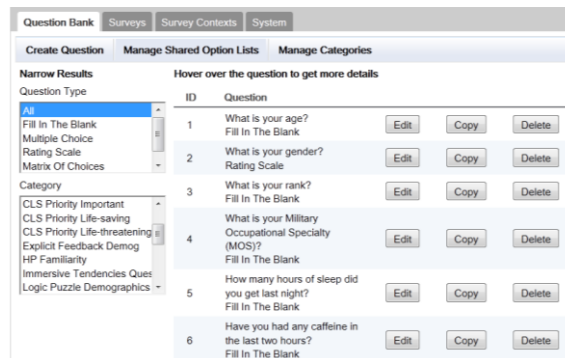 Question Bank Surveys Survey Contexts System
Create Question Manage Shared Option Lists Manage Categories
Narrow Results
Question Type
All
Fill In The Blank
Multiple Choice
Rating Scale
Matrix Of Choices
Category
CLS Priority Important
CLS Priority Life-saving
CLS Priority Life-threatening
Explicit Feedback Demog
HP Familiarity
Immersive Tendencies Ques
Logic Puzzle Demographics
Hover over the question to get more details
ID Question
1 What is your age? Edit Copy Delete
Fill In The Blank
2 What is your gender? Edit Copy Delete
Rating Scale
3 What is your rank? Edit Copy Delete
Fill In The Blank
What is your Military
4 Occupational Specialty Edit Copy Delete
(MOS)?
Fill In The Blank
How many hours of sleep did
5 you get last night? Edit Copy Delete
Fill In The Blank
Have you had any caffeine in
6 the last two hours? Edit Copy Delete
Fill In The Blank